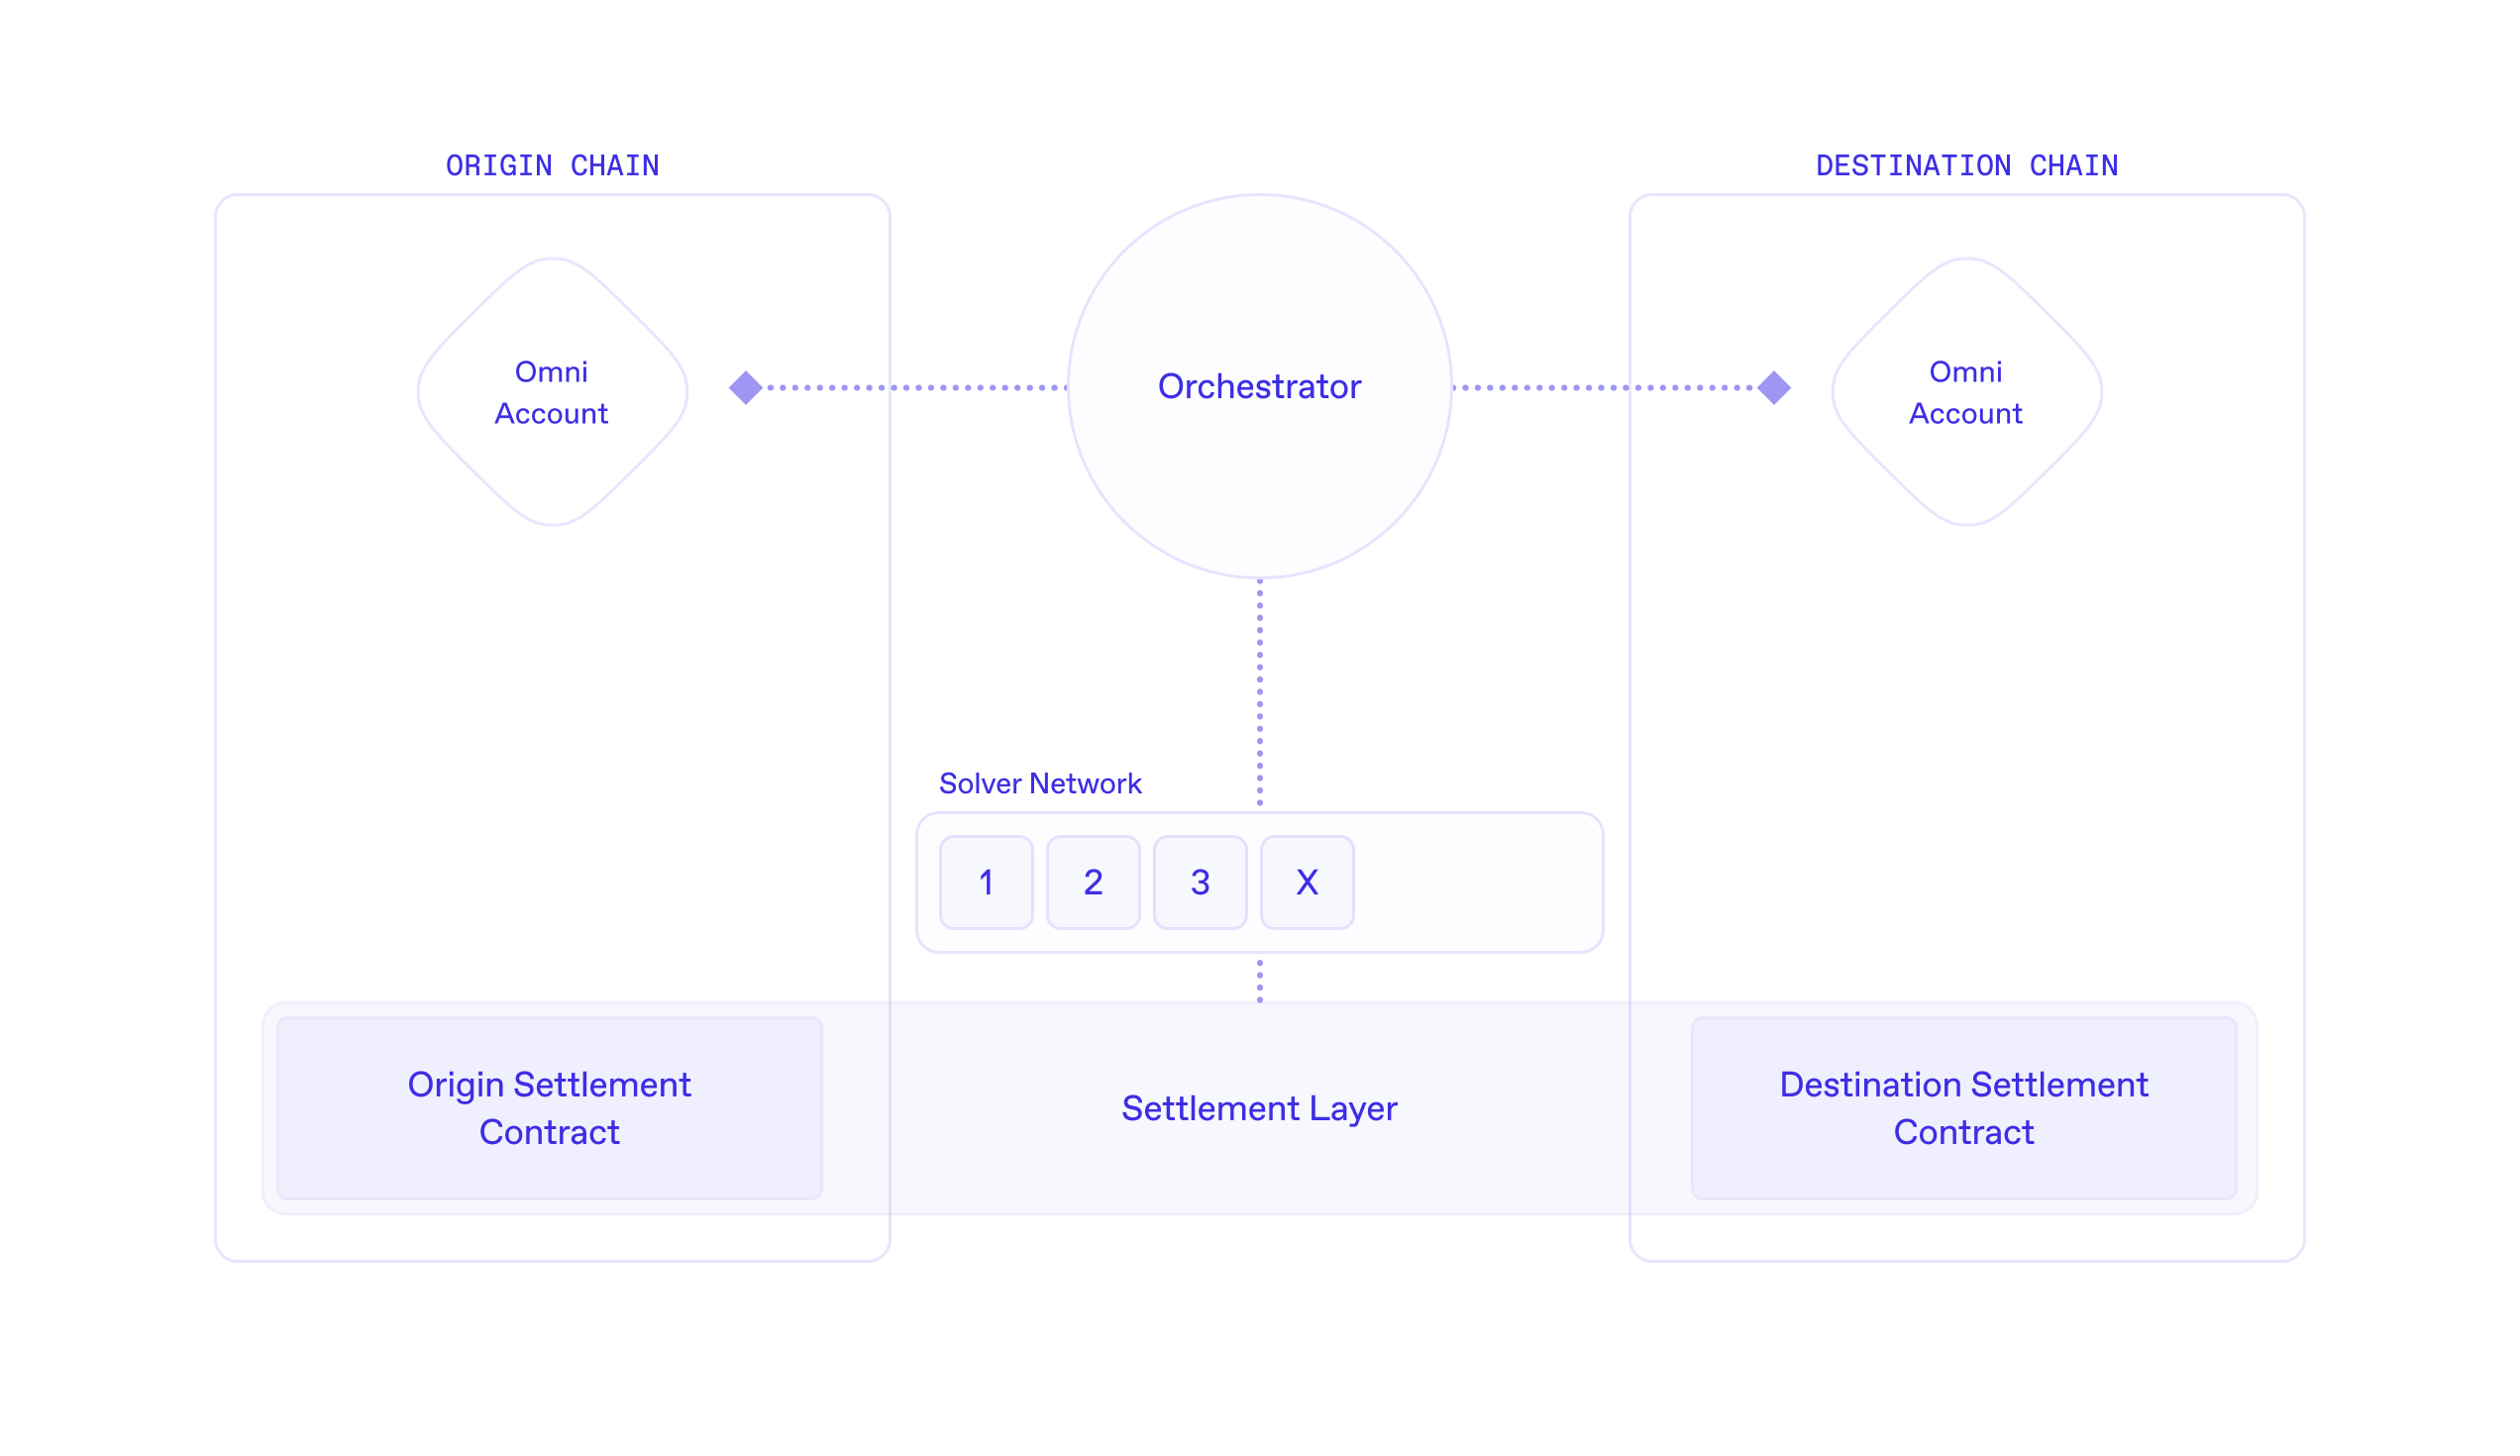 ORIGIN CHAIN
DESTINATION CHAIN
Omni
Account
Orchestrator
Omni
Account
Solver Network
1
2
3
X
Origin Settlement
Contract
Settlement Layer
Destination Settlement
Contract